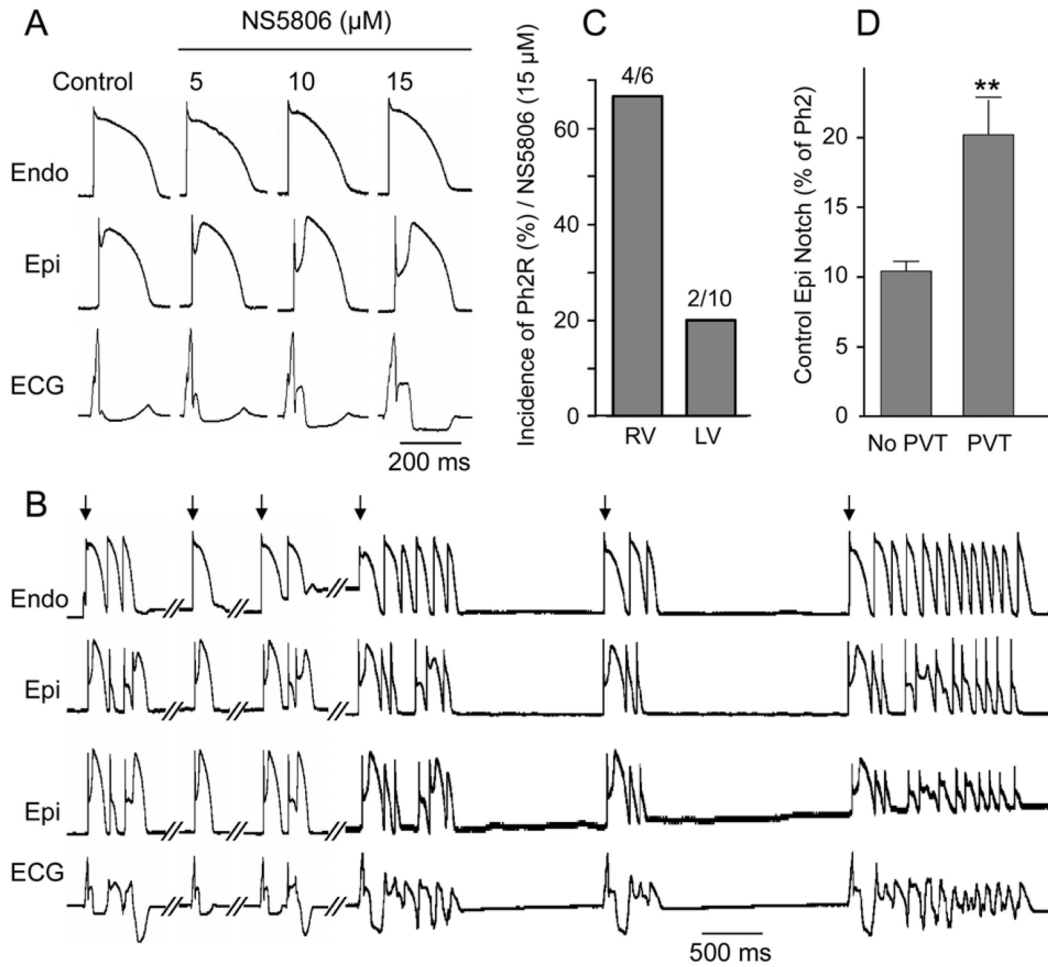 A
NS5806 (µM)
Control 5 10 15
Endo
Epi
ECG
200 ms
C
Incidence of Ph2R (%) / NS5806 (15 µM)
60
40
20
0
4/6
2/10
RV LV
D
Control Epi Notch (% of Ph2)
20
15
10
5
0
**
No PVT PVT
B
Endo
Epi
Epi
ECG
500 ms